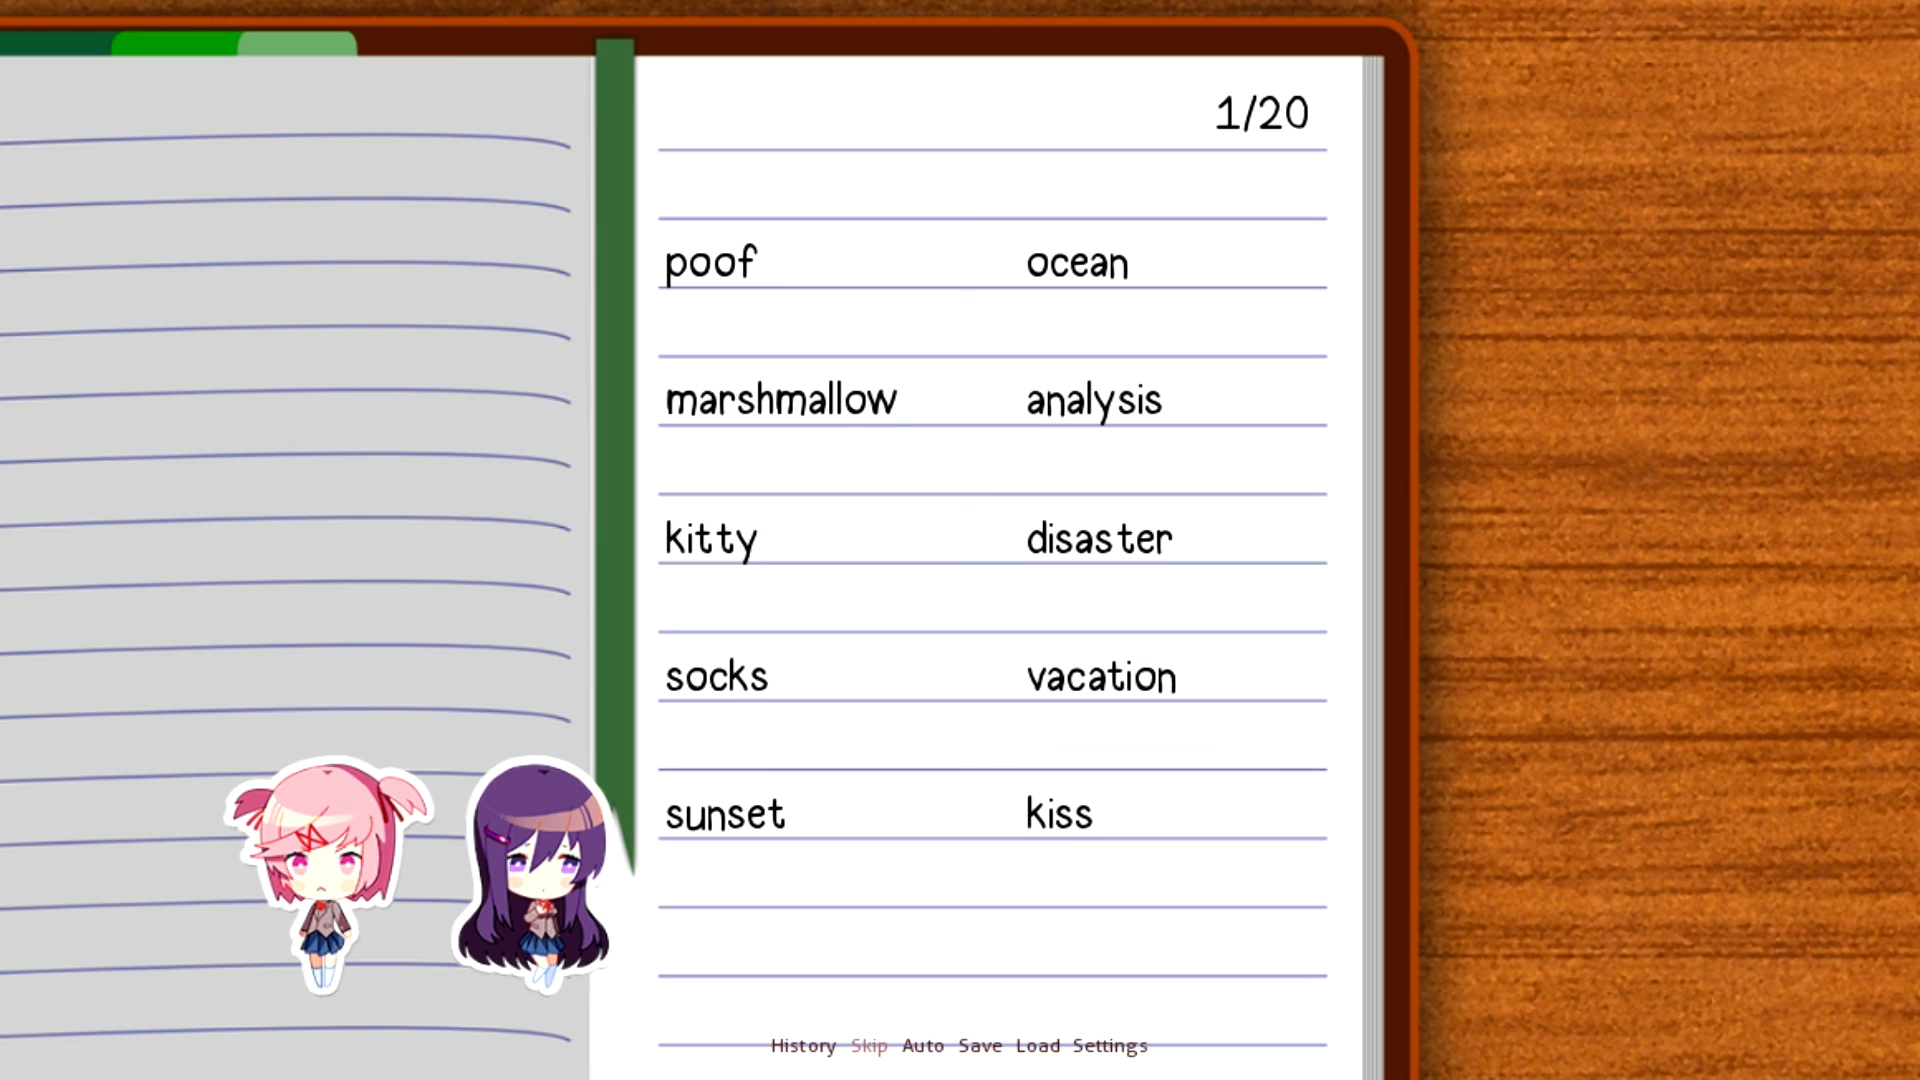 1/20
poof ocean
marshmallow analysis
kitty disaster
socks vacation
sunset kiss
History Skip Auto Save Load Settings